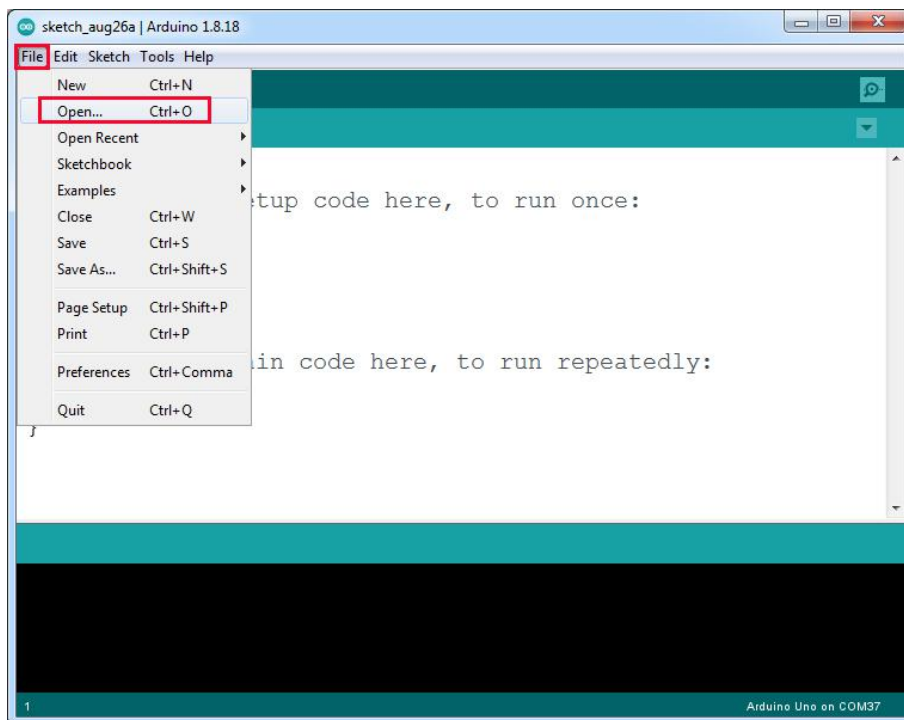 sketch_aug26a | Arduino 1.8.18
File Edit Sketch Tools Help
New Ctrl+N
Open... Ctrl+O
Open Recent
Sketchbook
Examples
Close Ctrl+W
Save Ctrl+S
Save As... Ctrl+Shift+S
Page Setup Ctrl+Shift+P
Print Ctrl+P
Preferences Ctrl+Comma
Quit Ctrl+Q
etup code here, to run once:
in code here, to run repeatedly:
}
1 Arduino Uno on COM37